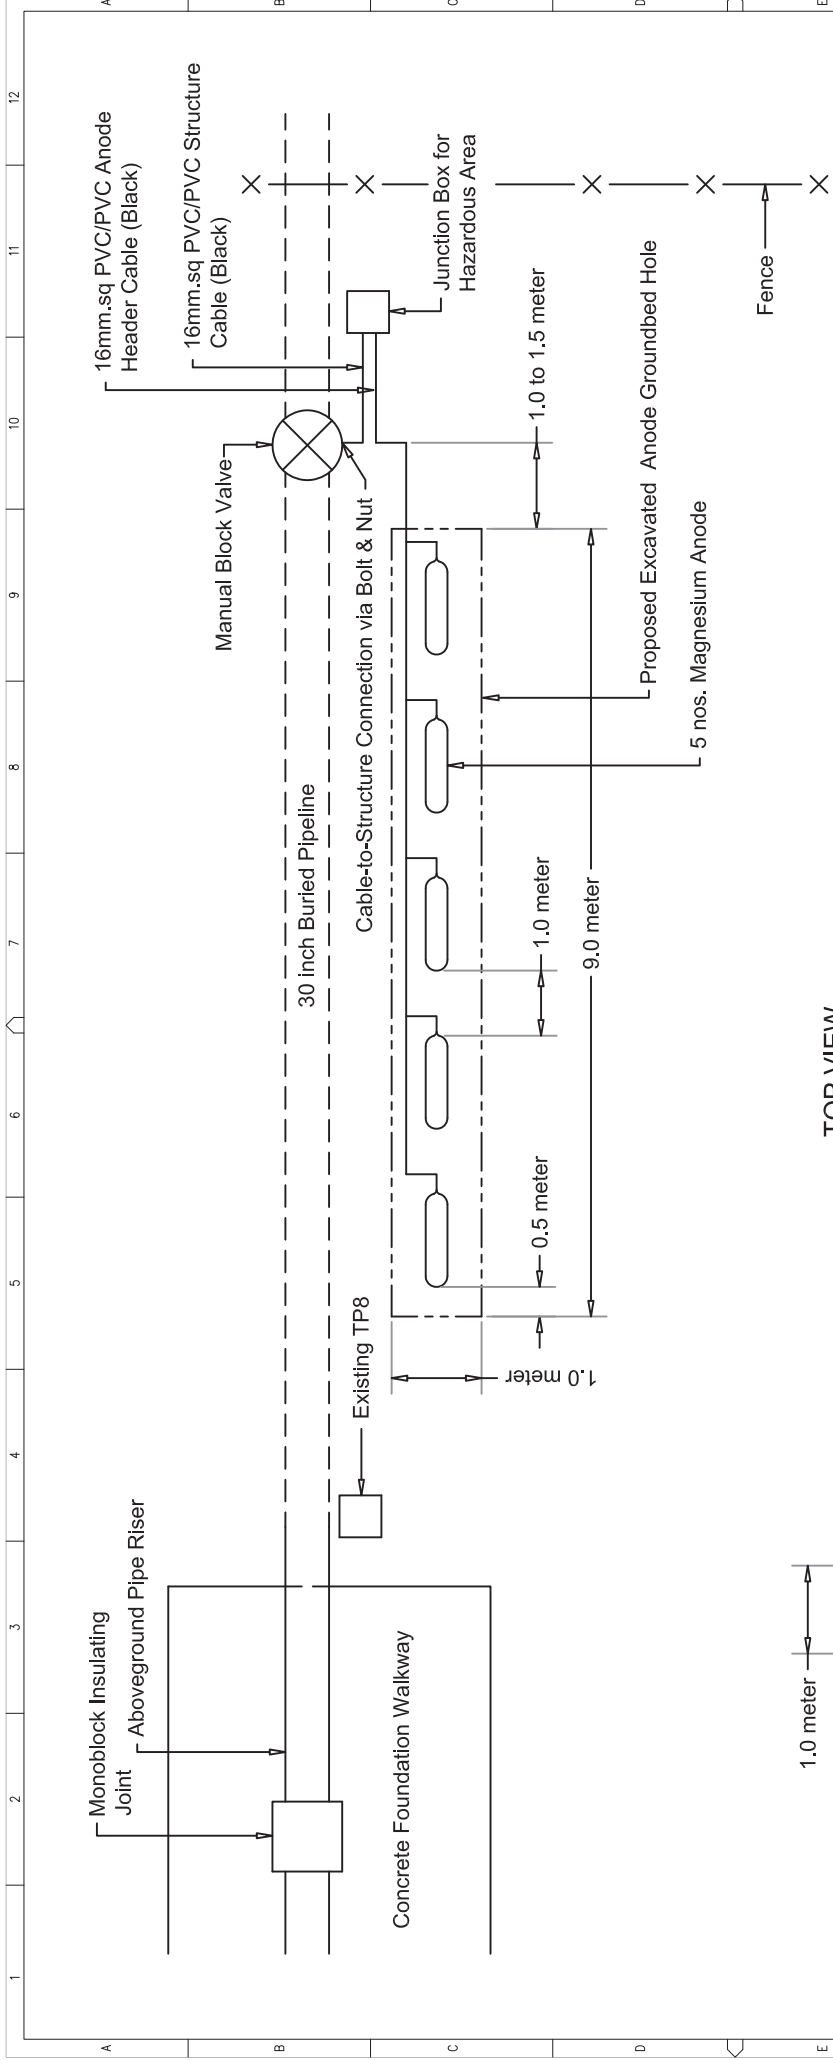 1
2
3
4
5
6
7
8
9
10
11
12
A
B
C
D
E
A
B
C
D
E
Monoblock Insulating
Joint
Aboveground Pipe Riser
Concrete Foundation Walkway
Existing TP8
30 inch Buried Pipeline
Manual Block Valve
16mm.sq PVC/PVC Anode
Header Cable (Black)
16mm.sq PVC/PVC Structure
Cable (Black)
Junction Box for
Hazardous Area
Cable-to-Structure Connection via Bolt & Nut
1.0 meter
0.5 meter
1.0 meter
9.0 meter
1.0 to 1.5 meter
Proposed Excavated Anode Groundbed Hole
5 nos. Magnesium Anode
Fence
1.0 meter
TOP VIEW